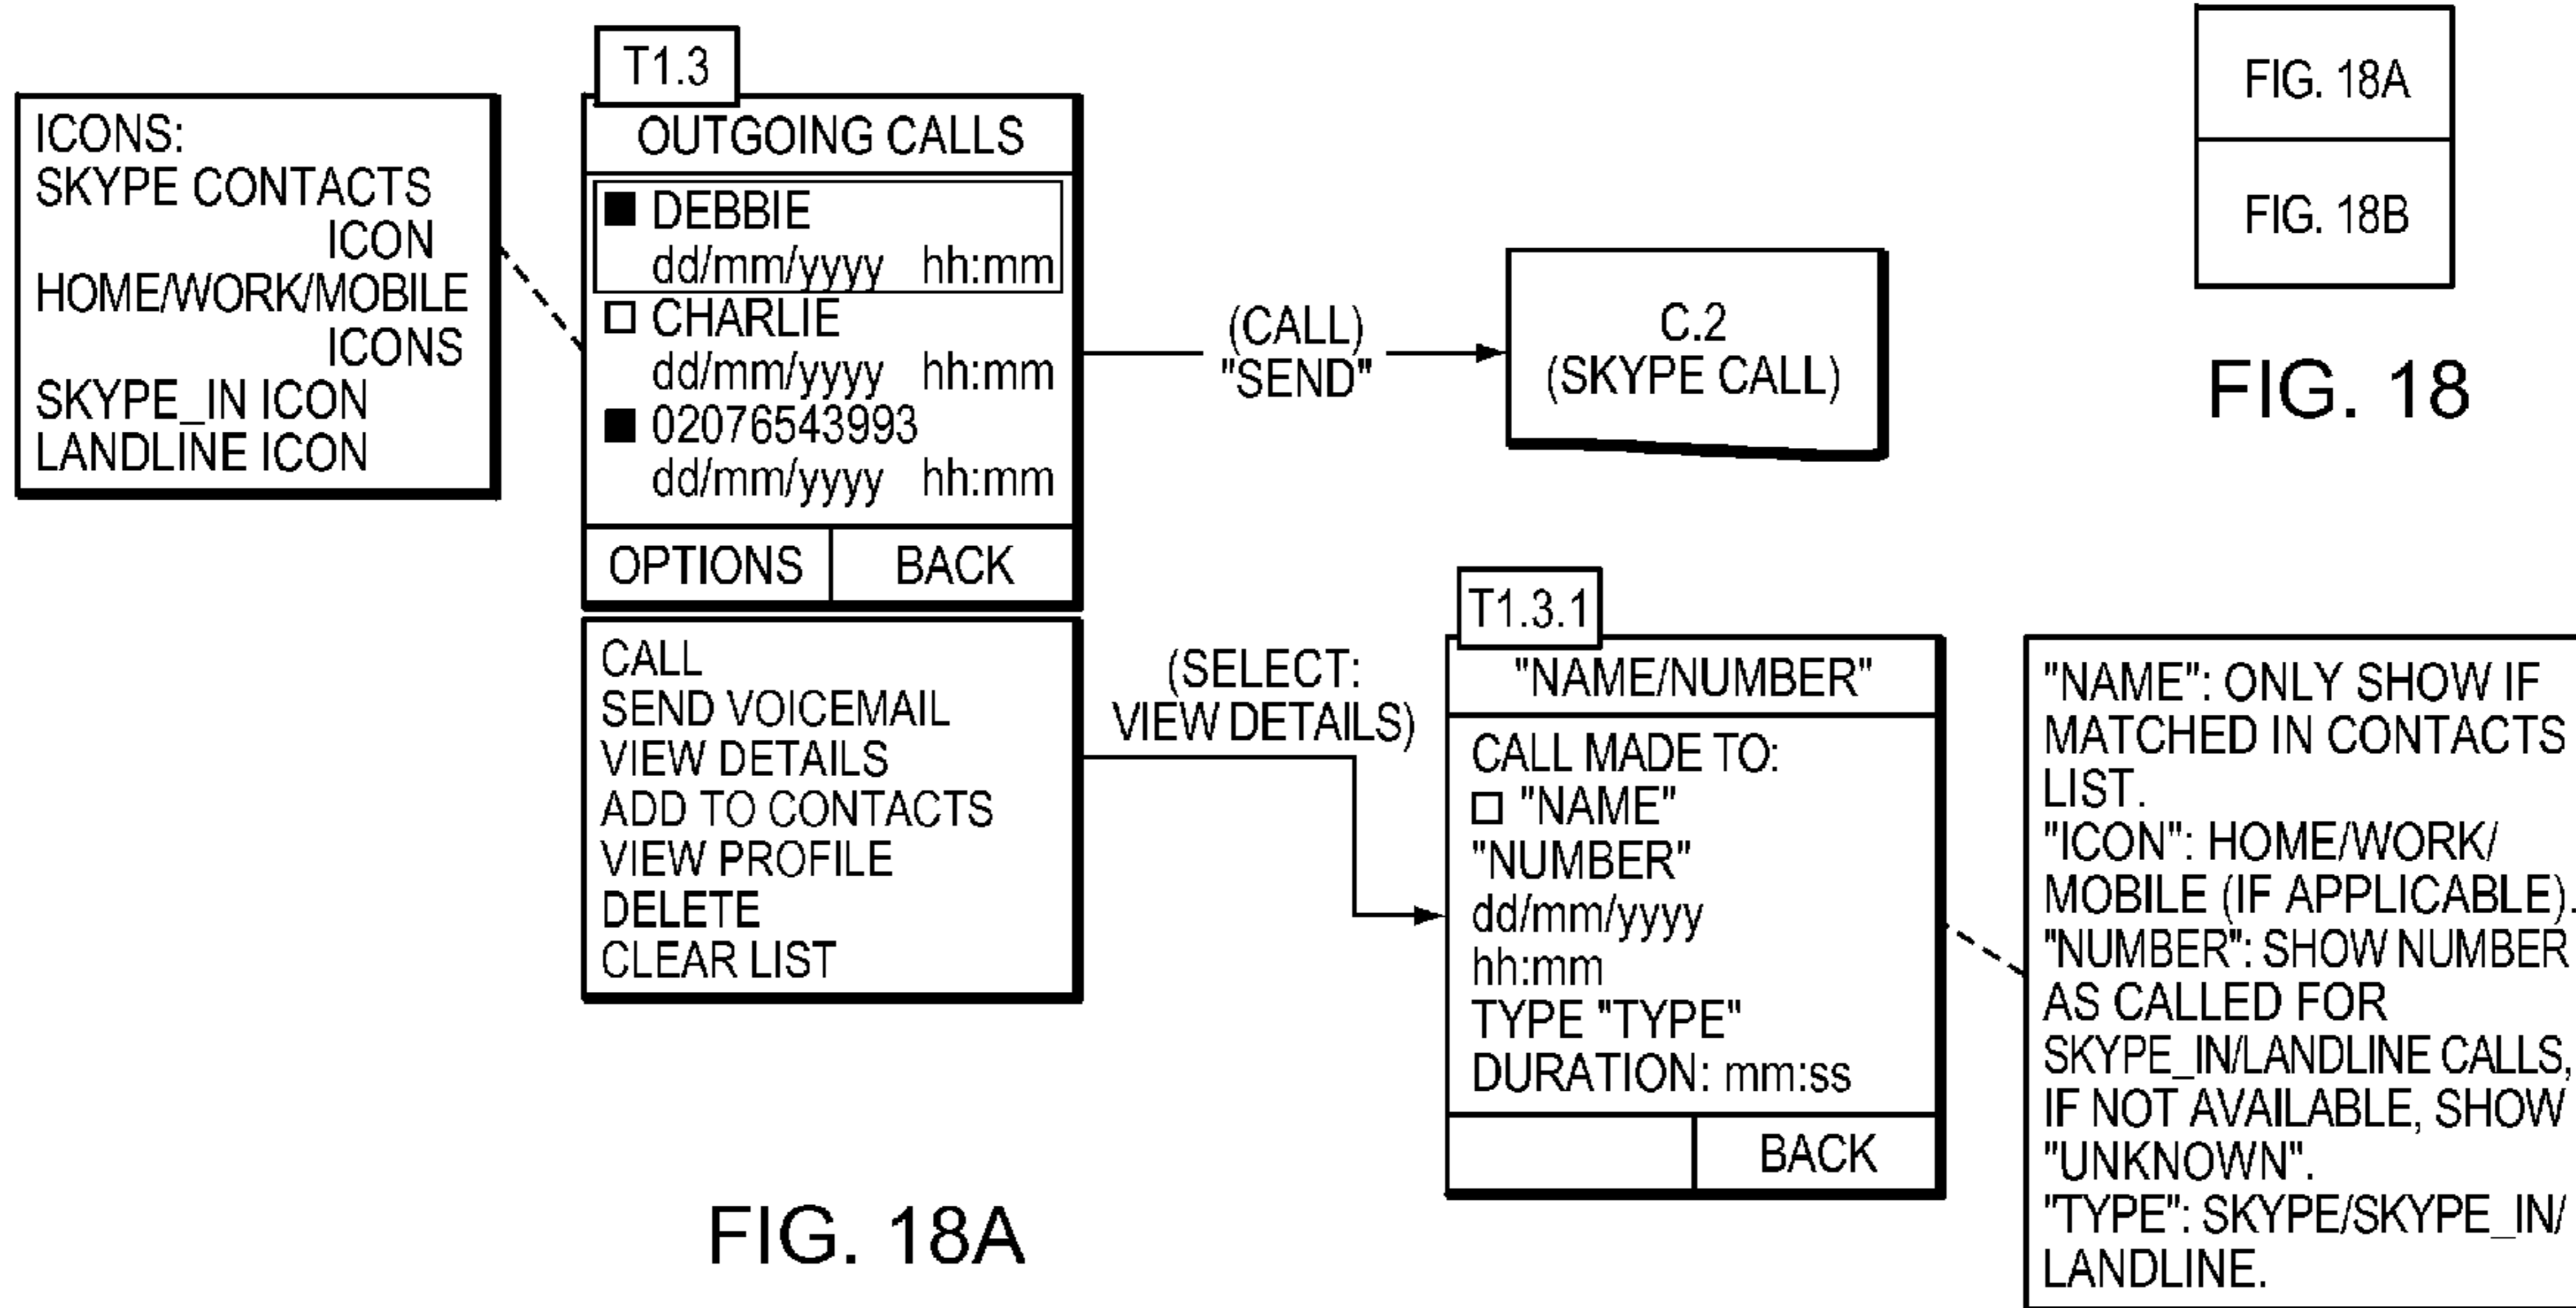 ICONS:
SKYPE CONTACTS
ICON
HOME/WORK/MOBILE
ICONS
SKYPE_IN ICON
LANDLINE ICON
T1.3
OUTGOING CALLS
DEBBIE
dd/mm/yyyy hh:mm
CHARLIE
dd/mm/yyyy hh:mm
02076543993
dd/mm/yyyy hh:mm
OPTIONS BACK
CALL
SEND VOICEMAIL
VIEW DETAILS
ADD TO CONTACTS
VIEW PROFILE
DELETE
CLEAR LIST
(CALL)
"SEND"
C.2
(SKYPE CALL)
FIG. 18A
FIG. 18B
FIG. 18
(SELECT:
VIEW DETAILS)
T1.3.1
"NAME/NUMBER"
CALL MADE TO:
"NAME"
"NUMBER"
dd/mm/yyyy
hh:mm
TYPE "TYPE"
DURATION: mm:ss
BACK
"NAME": ONLY SHOW IF
MATCHED IN CONTACTS
LIST.
"ICON": HOME/WORK/
MOBILE (IF APPLICABLE).
"NUMBER": SHOW NUMBER
AS CALLED FOR
SKYPE_IN/LANDLINE CALLS,
IF NOT AVAILABLE, SHOW
"UNKNOWN".
"TYPE": SKYPE/SKYPE_IN/
LANDLINE.
FIG. 18A